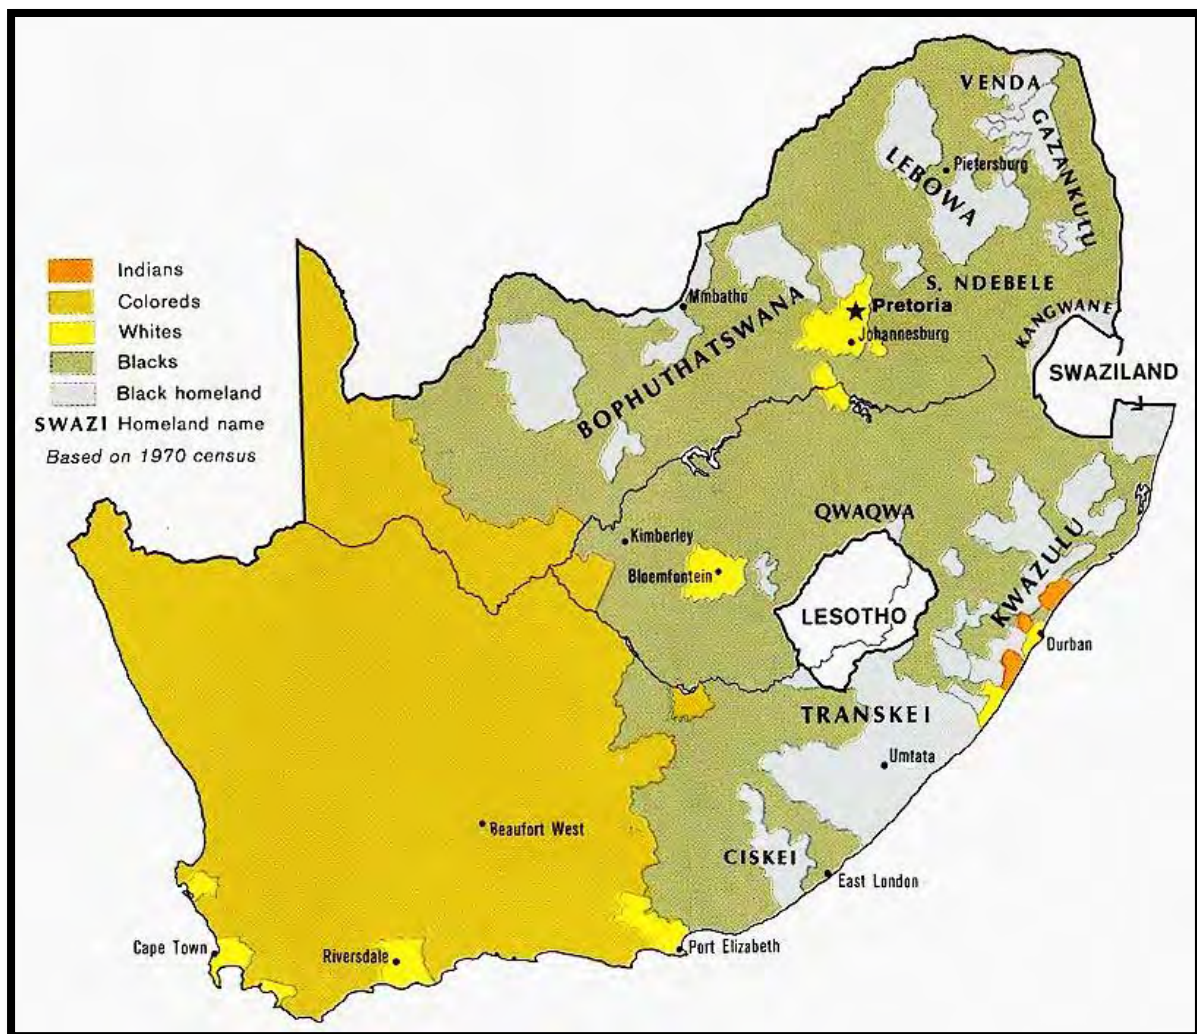 VENDA
GAZANKULU
LEBOWA
Pietersburg
Indians
Coloreds
Whites
Blacks
Black homeland
SWAZI Homeland name
Based on 1970 census
Mmbatho
S. NDEBELE
Pretoria
Johannesburg
KANGWANE
SWAZILAND
BOPHUTHATSWANA
QWAQWA
Kimberley
Bloemfontein
KWAZULU
LESOTHO
Durban
TRANSKEI
Umtata
Beaufort West
CISKEI
East London
Cape Town
Riversdale
Port Elizabeth